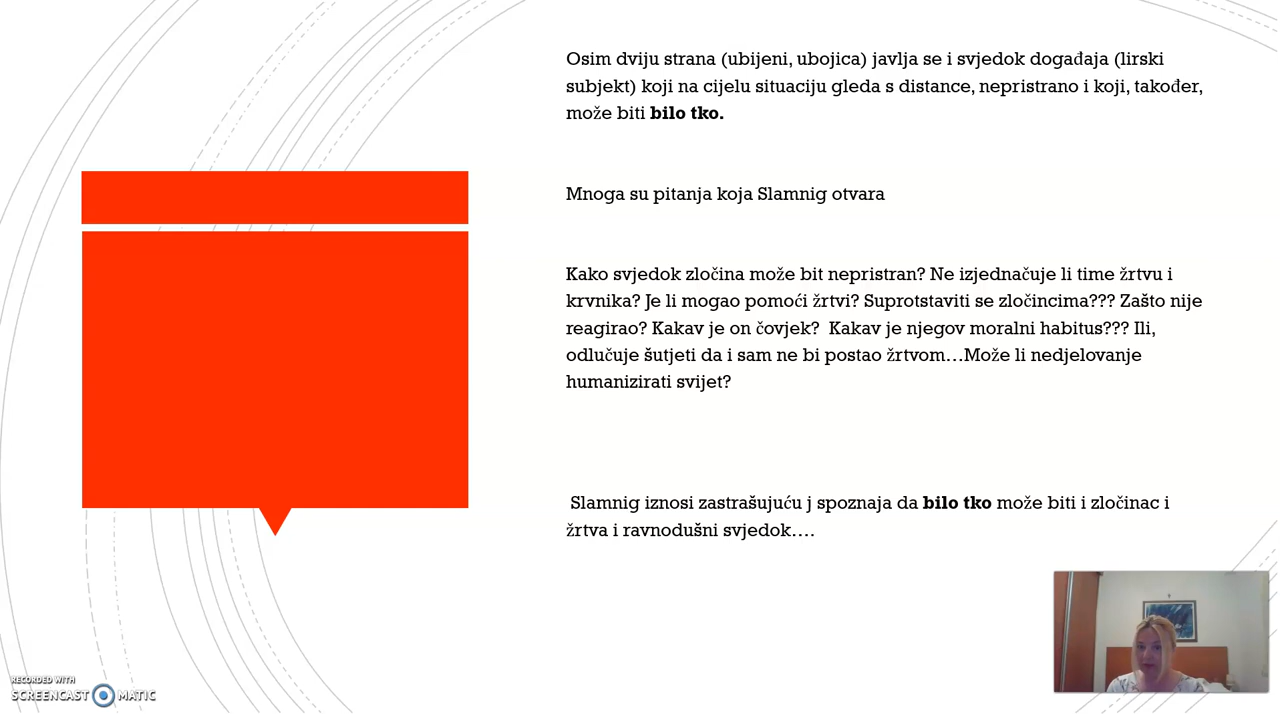 Osim dviju strana (ubijeni, ubojica) javlja se i svjedok događaja (lirski
subjekt) koji na cijelu situaciju gleda s distance, nepristrano i koji, također,
može biti bilo tko.
Mnoga su pitanja koja Slamnig otvara
Kako svjedok zločina može bit nepristran? Ne izjednačuje li time žrtvu i
krvnika? Je li mogao pomoći žrtvi? Suprotstaviti se zločincima??? Zašto nije
reagirao? Kakav je on čovjek? Kakav je njegov moralni habitus??? Ili,
odlučuje šutjeti da i sam ne bi postao žrtvom…Može li nedjelovanje
humanizirati svijet?
Slamnig iznosi zastrašujuću j spoznaja da bilo tko može biti i zločinac i
žrtva i ravnodušni svjedok….
RECORDED WITH
SCREENCAST MATIC